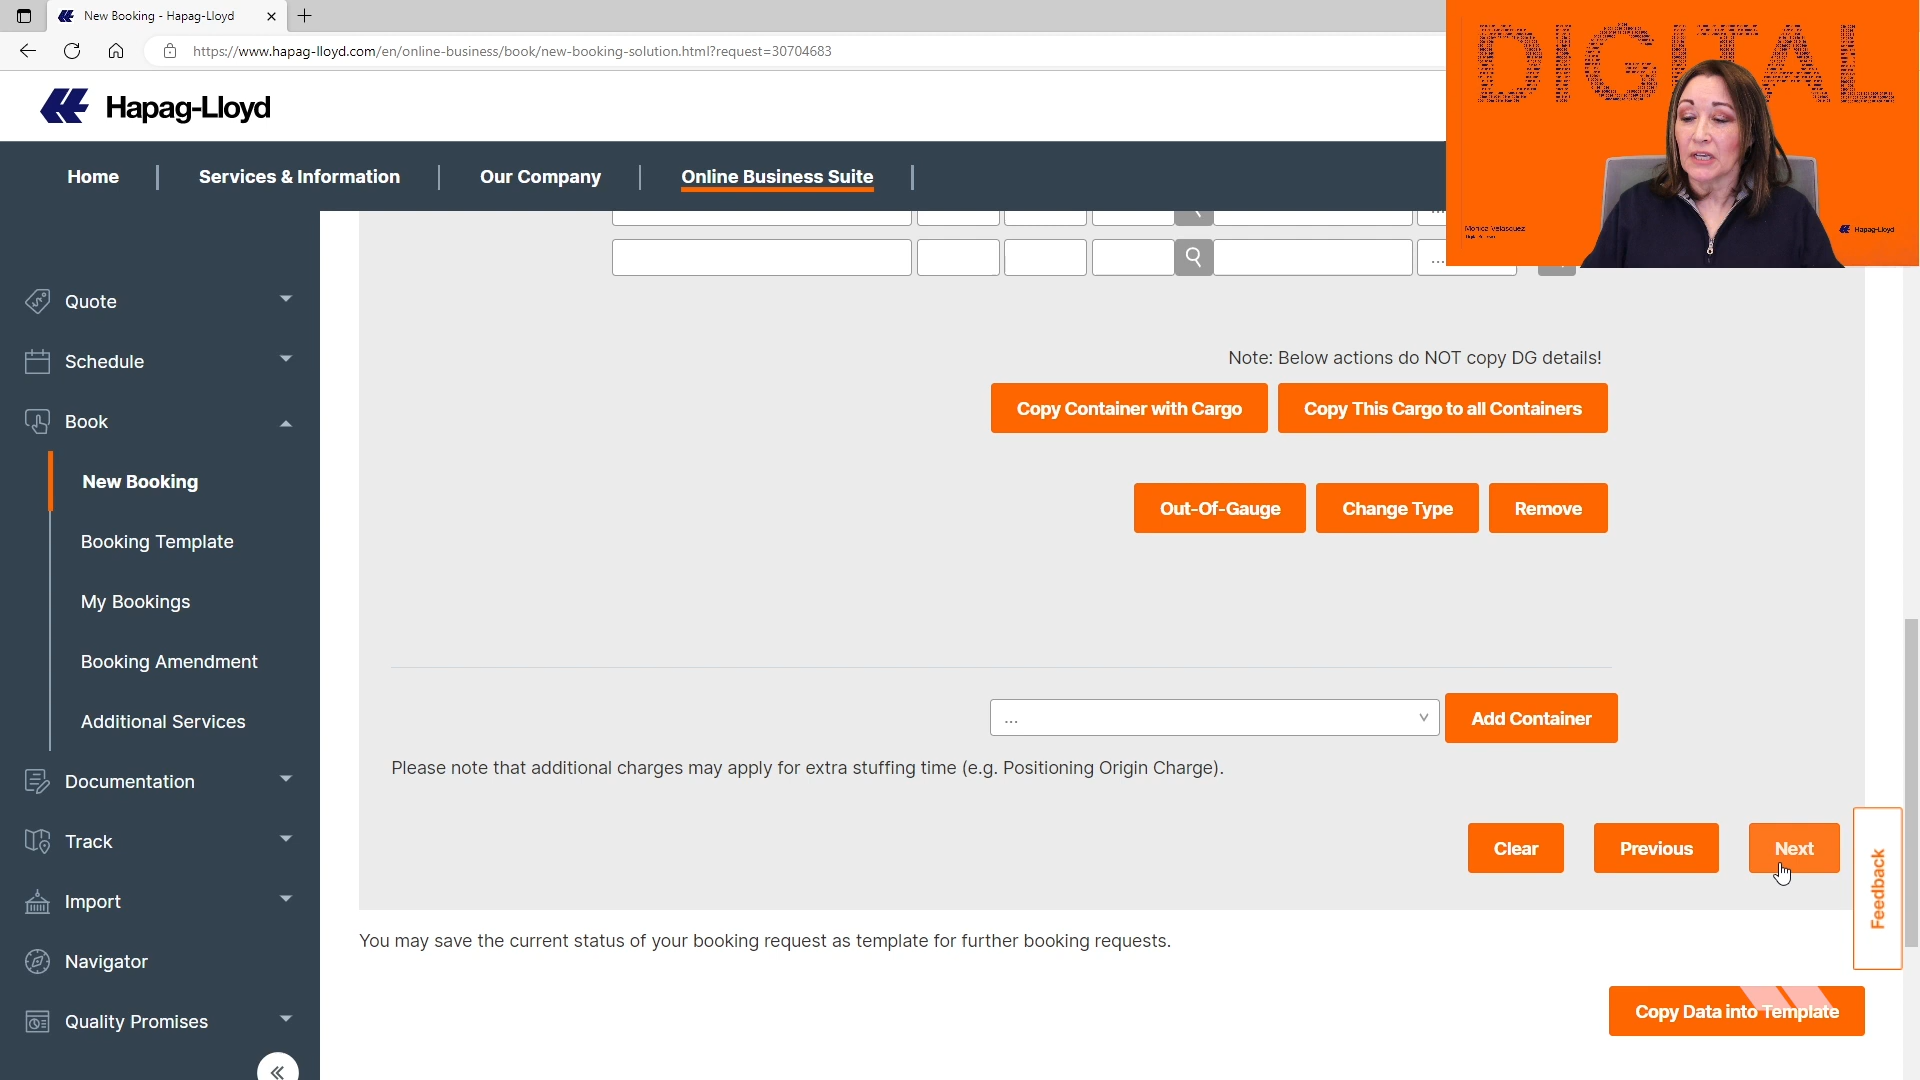 New Booking - Hapag-Lloyd
https://www.hapag-lloyd.com/en/online-business/book/new-booking-solution.html?request=30704683
DIGITAL
Hapag-Lloyd
Home
Services & Information
Our Company
Online Business Suite
Monica Velasquez
Hapag-Lloyd
Quote
Schedule
Book
New Booking
Booking Template
My Bookings
Booking Amendment
Additional Services
Documentation
Track
Import
Navigator
Quality Promises
...
...
Note: Below actions do NOT copy DG details!
Copy Container with Cargo
Copy This Cargo to all Containers
Out-Of-Gauge
Change Type
Remove
...
Add Container
Please note that additional charges may apply for extra stuffing time (e.g. Positioning Origin Charge).
Clear
Previous
Next
Feedback
You may save the current status of your booking request as template for further booking requests.
Copy Data into Template